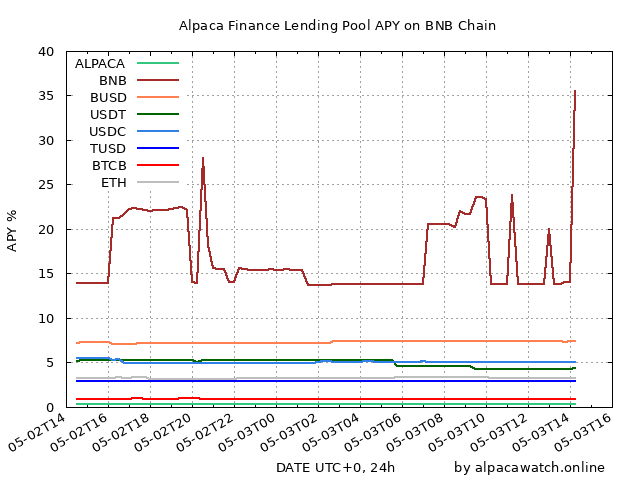 Alpaca Finance Lending Pool APY on BNB Chain
APY %
40
35
30
25
20
15
10
5
0
ALPACA
BNB
BUSD
USDT
USDC
TUSD
BTCB
ETH
05-02T14
05-02T16
05-02T18
05-02T20
05-02T22
05-03T00
05-03T02
05-03T04
05-03T06
05-03T08
05-03T10
05-03T12
05-03T14
05-03T16
DATE UTC+0, 24h
by alpacawatch.online